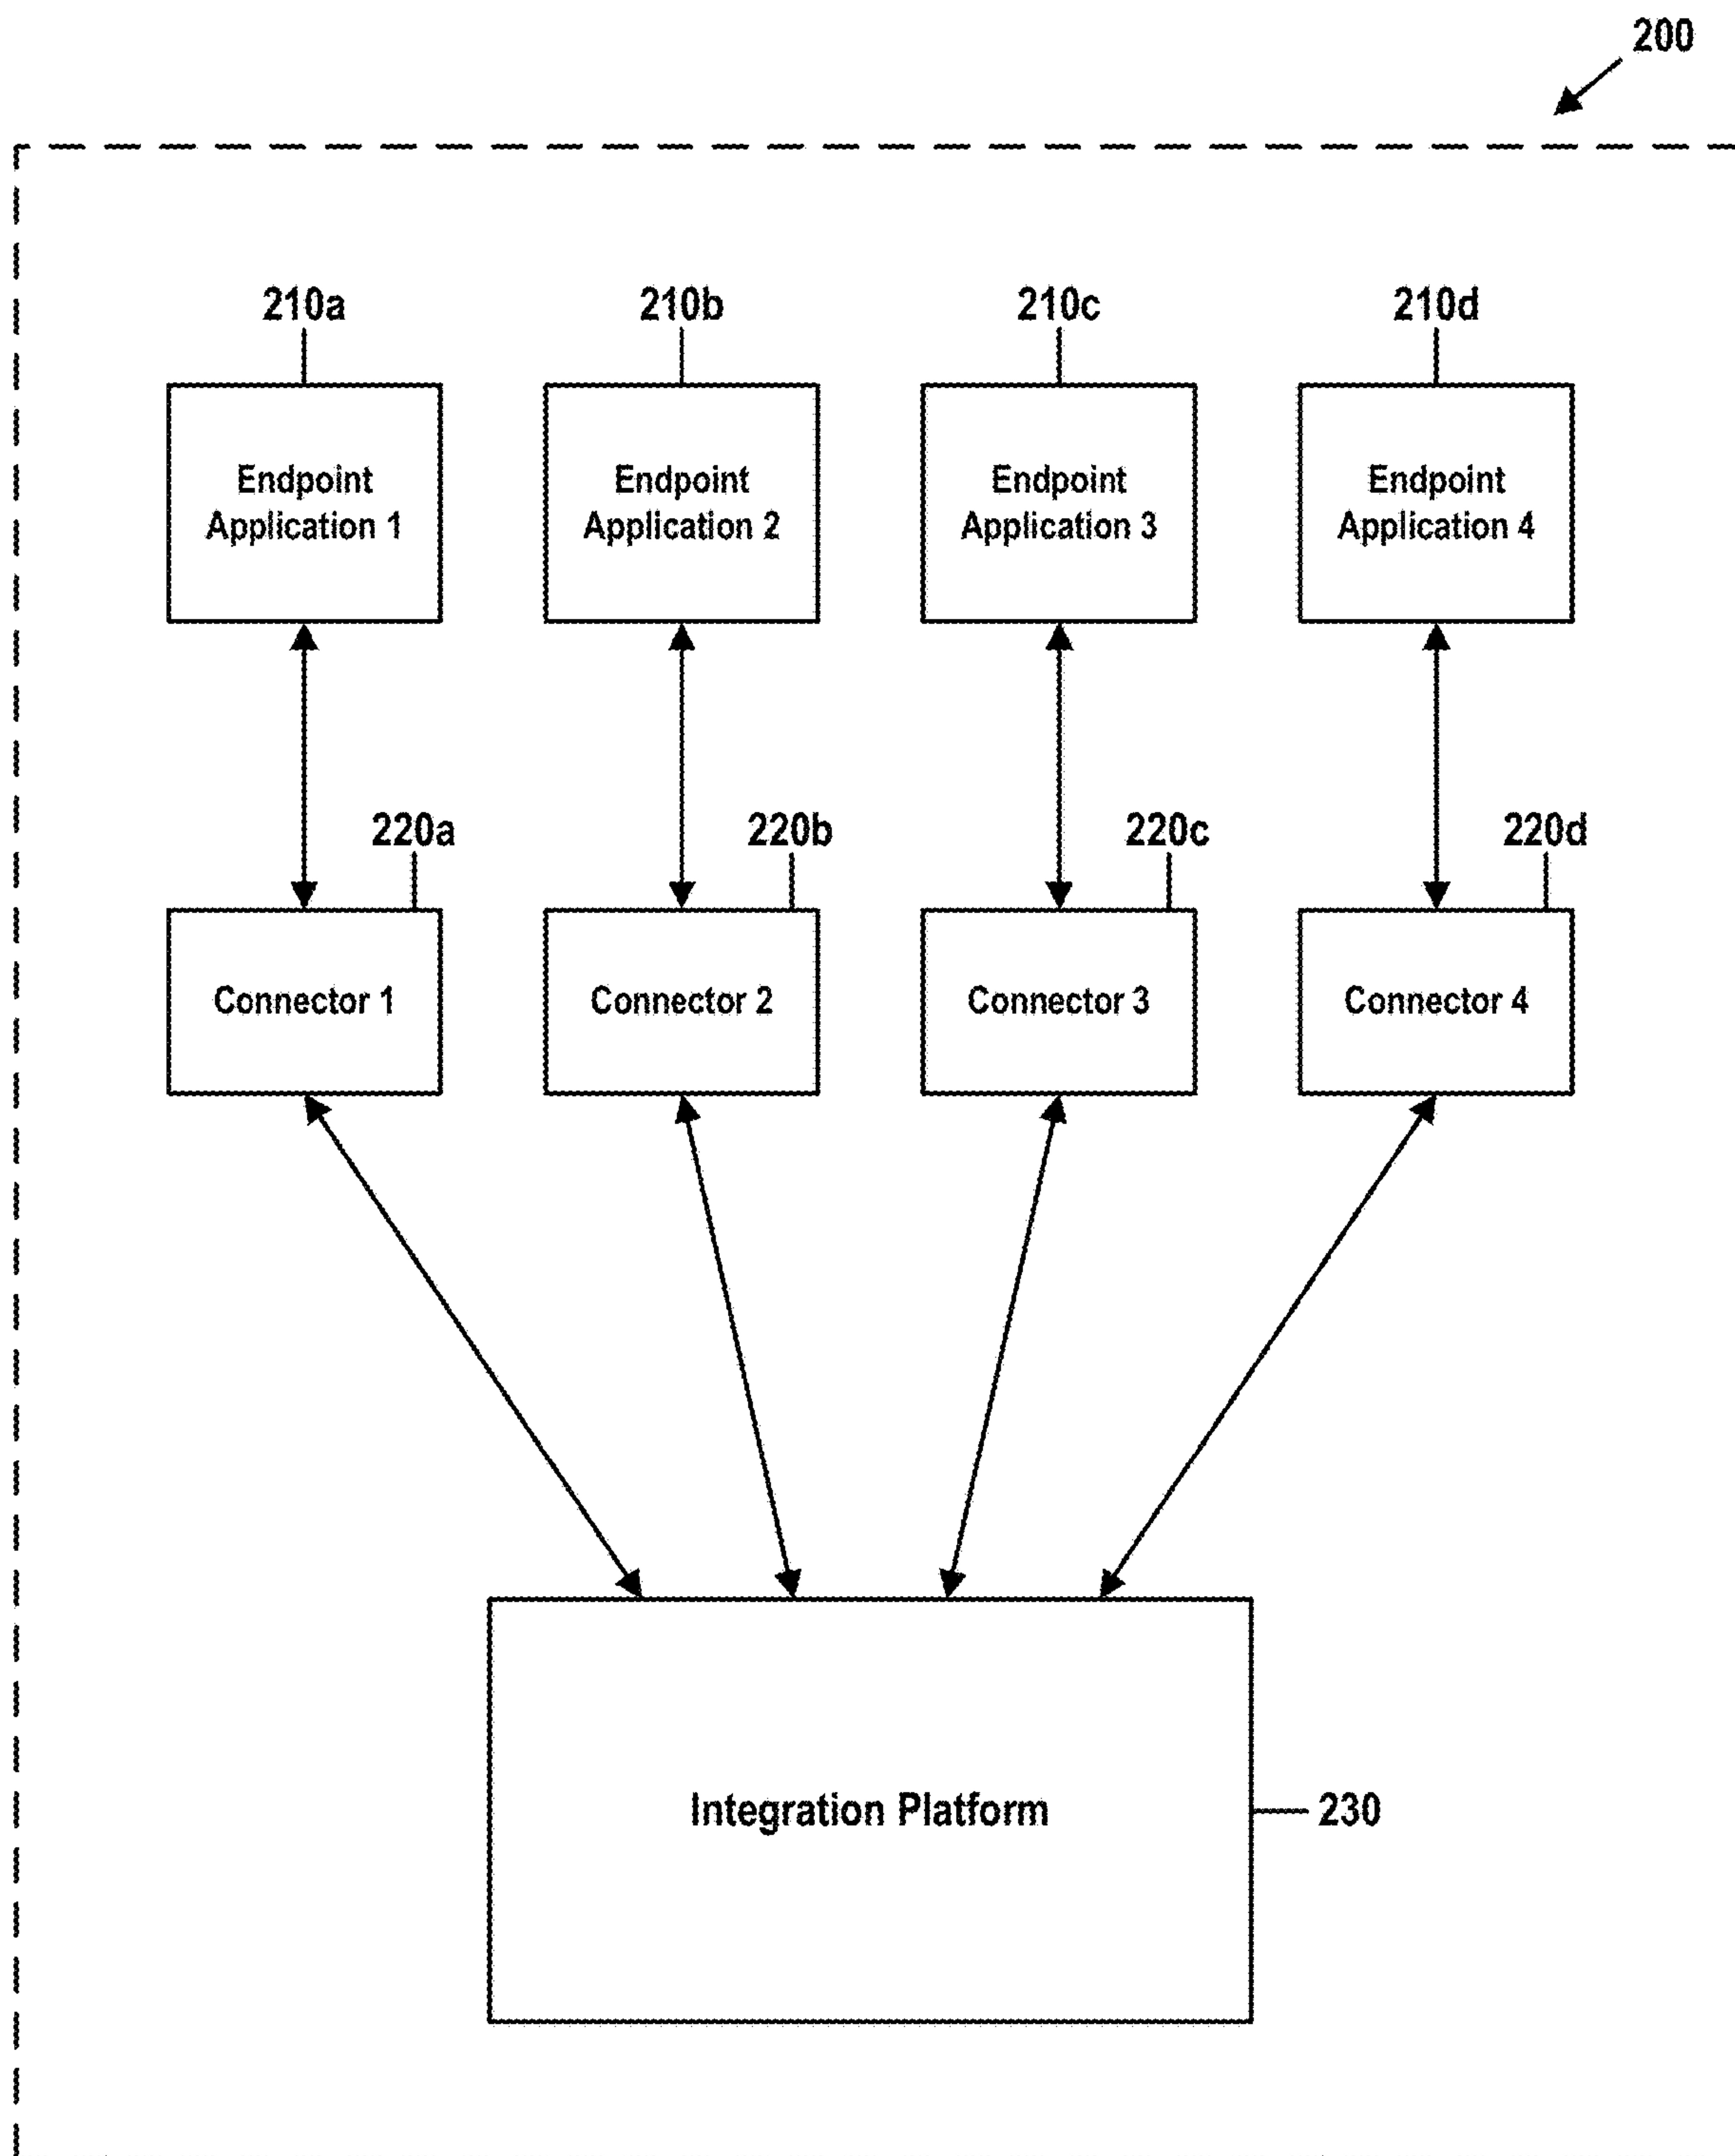 200
210a
210b
210c
210d
Endpoint
Application 1
Endpoint
Application 2
Endpoint
Application 3
Endpoint
Application 4
220a
220b
220c
220d
Connector 1
Connector 2
Connector 3
Connector 4
Integration Platform
230